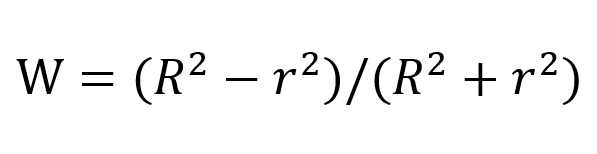 W = (R² − r²)/(R² + r²)